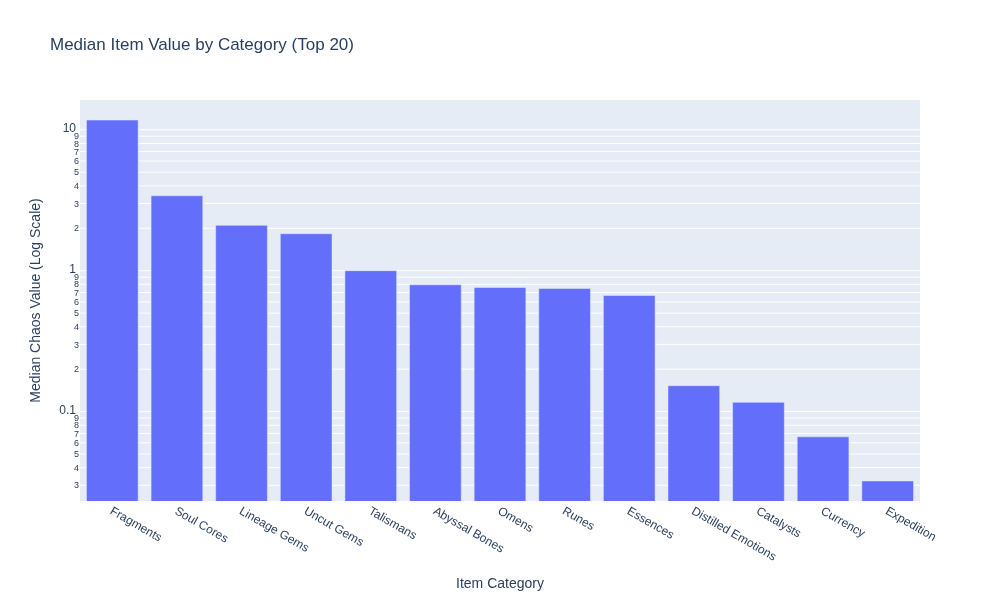 Median Item Value by Category (Top 20)
Median Chaos Value (Log Scale)
10
9
8
7
6
5
4
3
2
1
9
8
7
6
5
4
3
2
0.1
9
8
7
6
5
4
3
Fragments
Soul Cores
Lineage Gems
Uncut Gems
Talismans
Abyssal Bones
Omens
Runes
Essences
Distilled Emotions
Catalysts
Currency
Expedition
Item Category